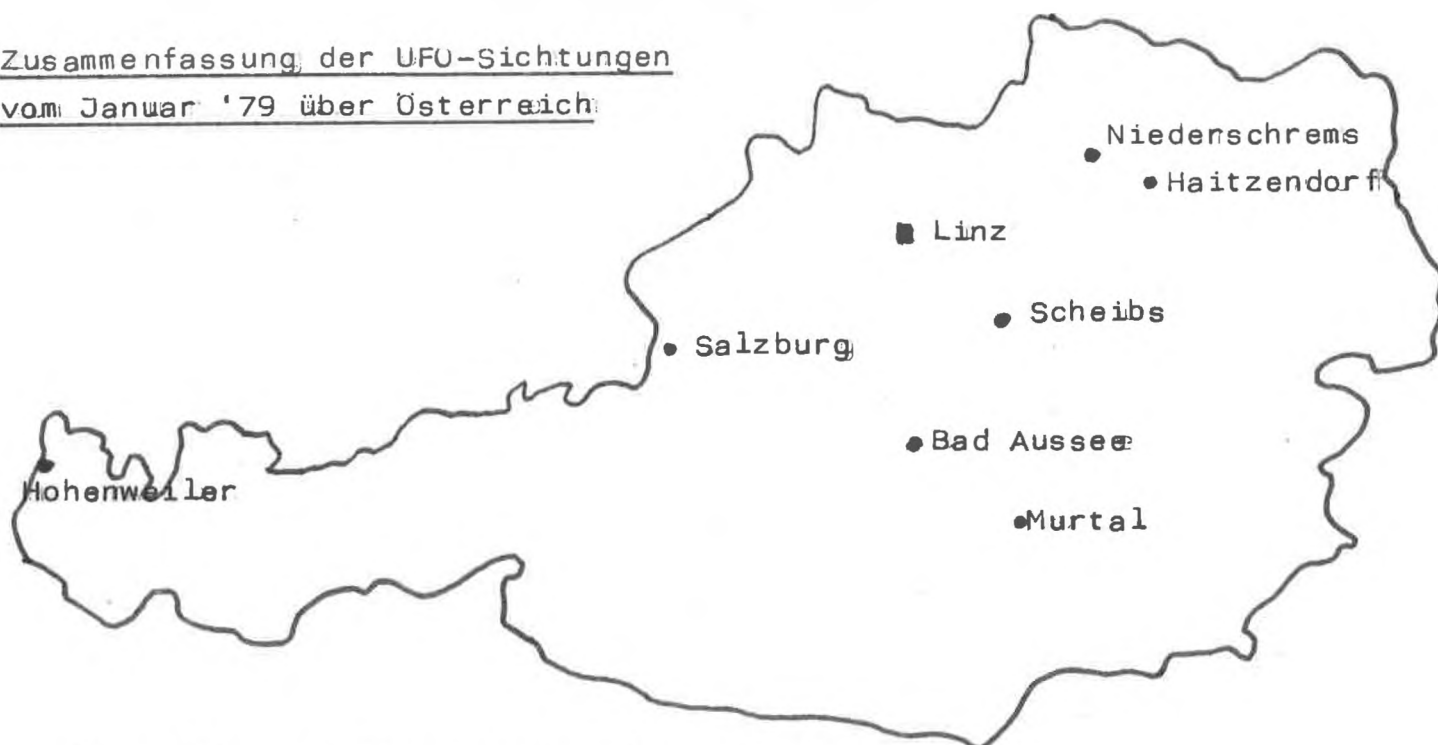 Zusammenfassung der UFO-Sichtungen
vom Januar '79 über Österreich
Niederschrems
Haitzendorf
Linz
Scheibs
Salzburg
Bad Aussee
Hohenweiler
Murtal